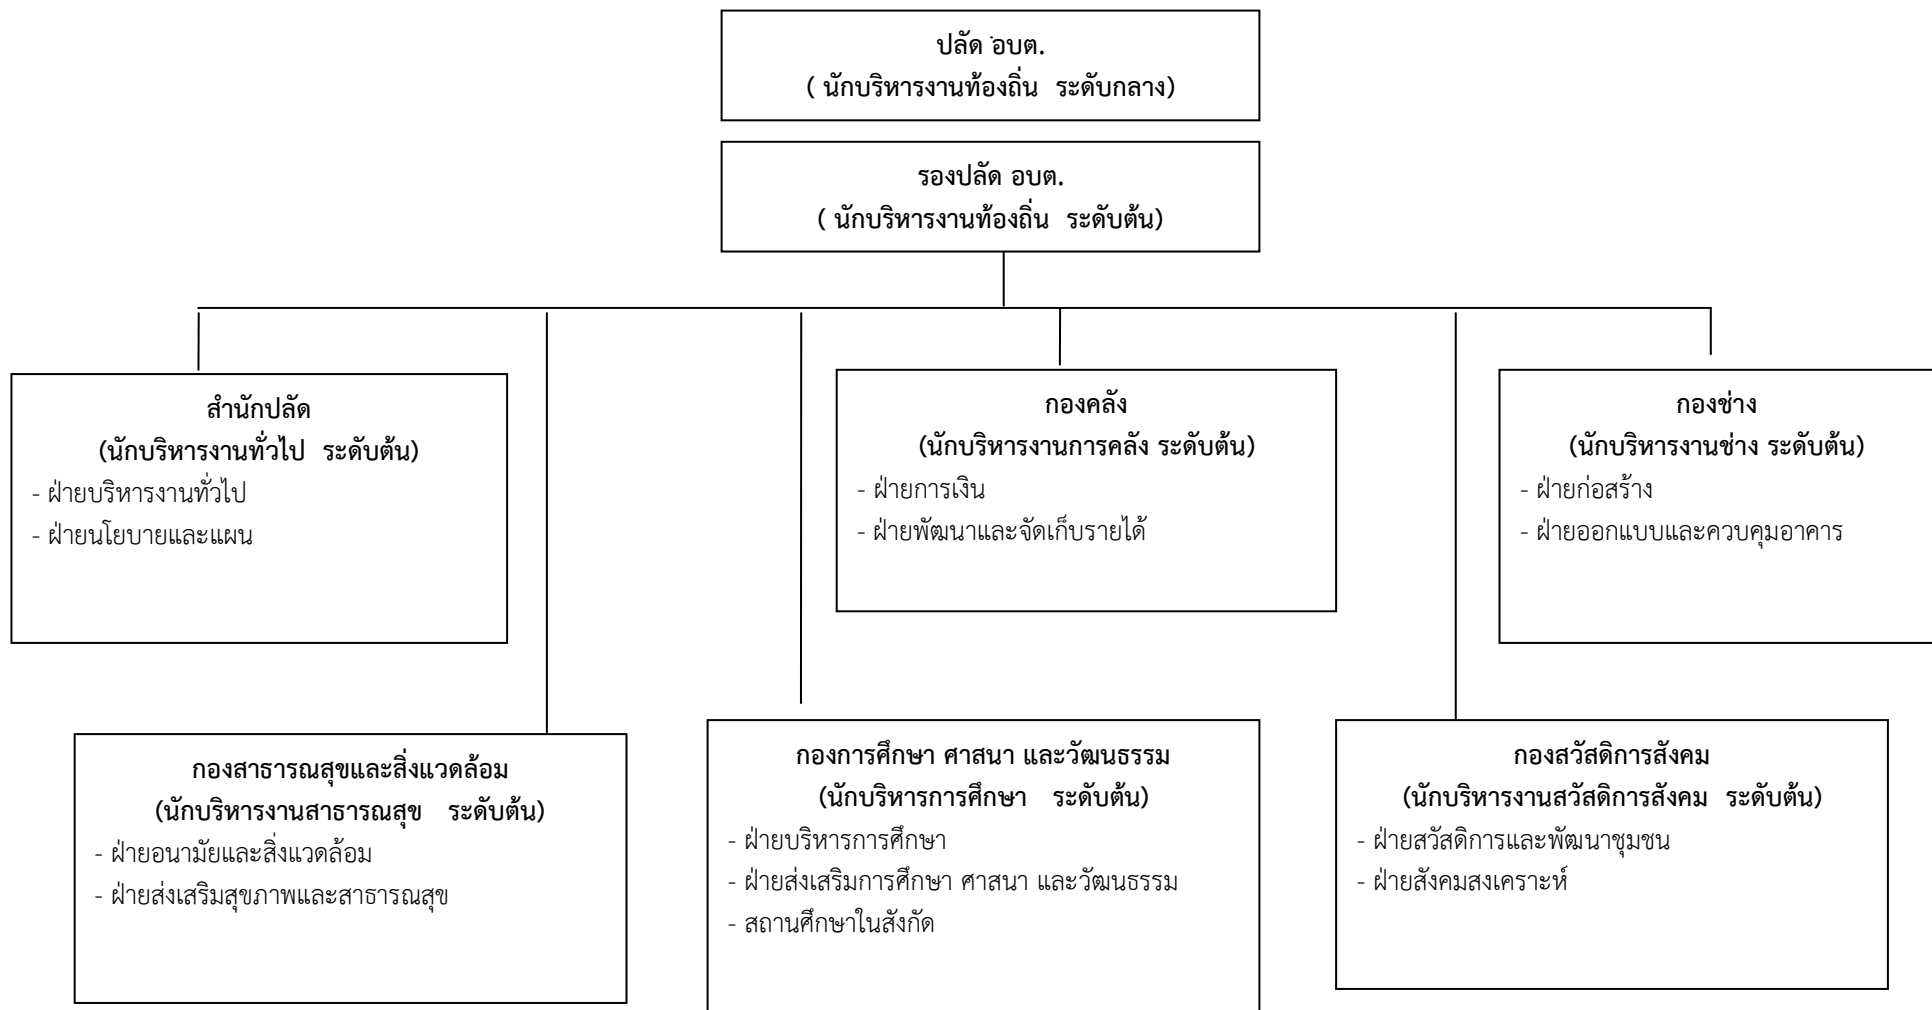 ปลัด อบต.
( นักบริหารงานท้องถิ่น ระดับกลาง)
รองปลัด อบต.
( นักบริหารงานท้องถิ่น ระดับต้น)
สำนักปลัด
(นักบริหารงานทั่วไป ระดับต้น)
- ฝ่ายบริหารงานทั่วไป
- ฝ่ายนโยบายและแผน
กองคลัง
(นักบริหารงานการคลัง ระดับต้น)
- ฝ่ายการเงิน
- ฝ่ายพัฒนาและจัดเก็บรายได้
กองช่าง
(นักบริหารงานช่าง ระดับต้น)
- ฝ่ายก่อสร้าง
- ฝ่ายออกแบบและควบคุมอาคาร
กองสาธารณสุขและสิ่งแวดล้อม
(นักบริหารงานสาธารณสุข ระดับต้น)
- ฝ่ายอนามัยและสิ่งแวดล้อม
- ฝ่ายส่งเสริมสุขภาพและสาธารณสุข
กองการศึกษา ศาสนา และวัฒนธรรม
(นักบริหารการศึกษา ระดับต้น)
- ฝ่ายบริหารการศึกษา
- ฝ่ายส่งเสริมการศึกษา ศาสนา และวัฒนธรรม
- สถานศึกษาในสังกัด
กองสวัสดิการสังคม
(นักบริหารงานสวัสดิการสังคม ระดับต้น)
- ฝ่ายสวัสดิการและพัฒนาชุมชน
- ฝ่ายสังคมสงเคราะห์